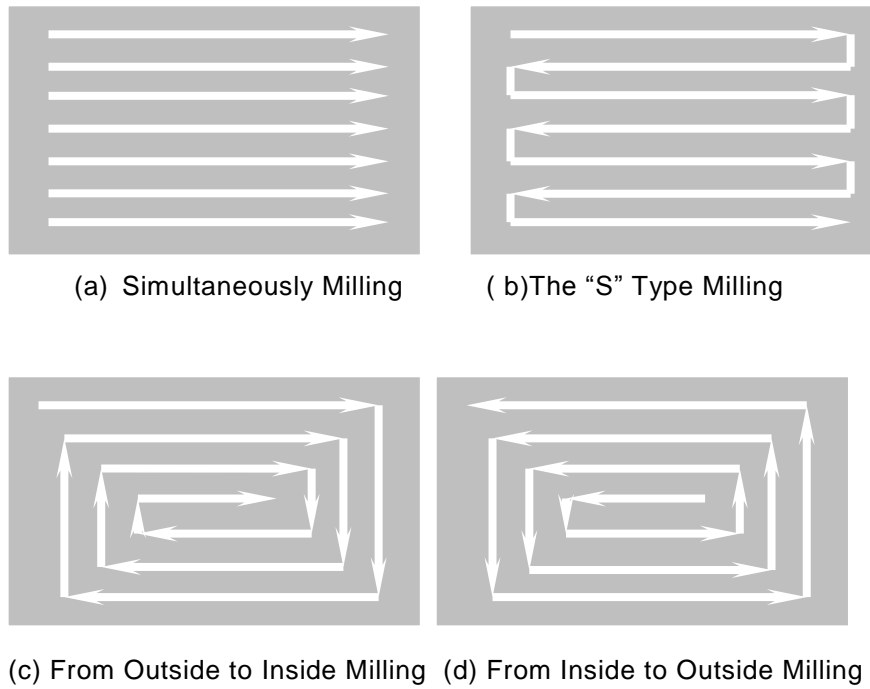 (a) Simultaneously Milling
( b)The “S” Type Milling
(c) From Outside to Inside Milling
(d) From Inside to Outside Milling